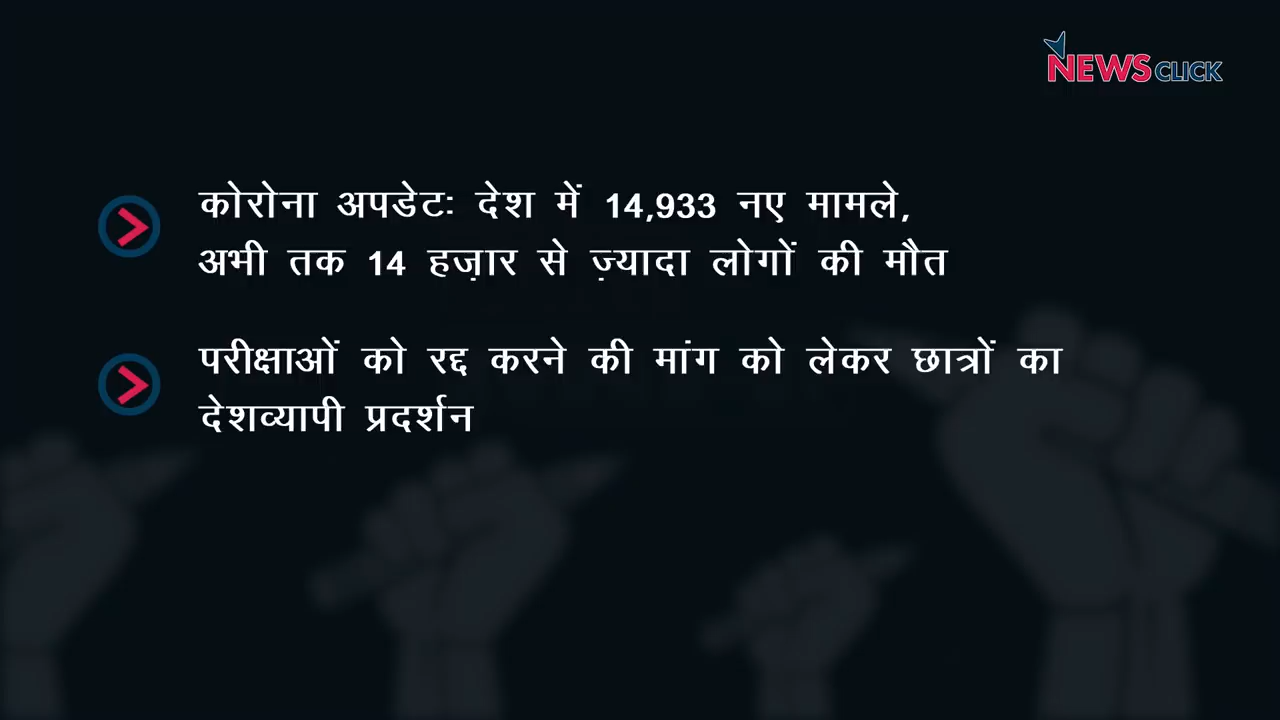 NEWSCLICK
कोरोना अपडेटः देश में 14,933 नए मामले,
अभी तक 14 हज़ार से ज़्यादा लोगों की मौत
परीक्षाओं को रद्द करने की मांग को लेकर छात्रों का
देशव्यापी प्रदर्शन